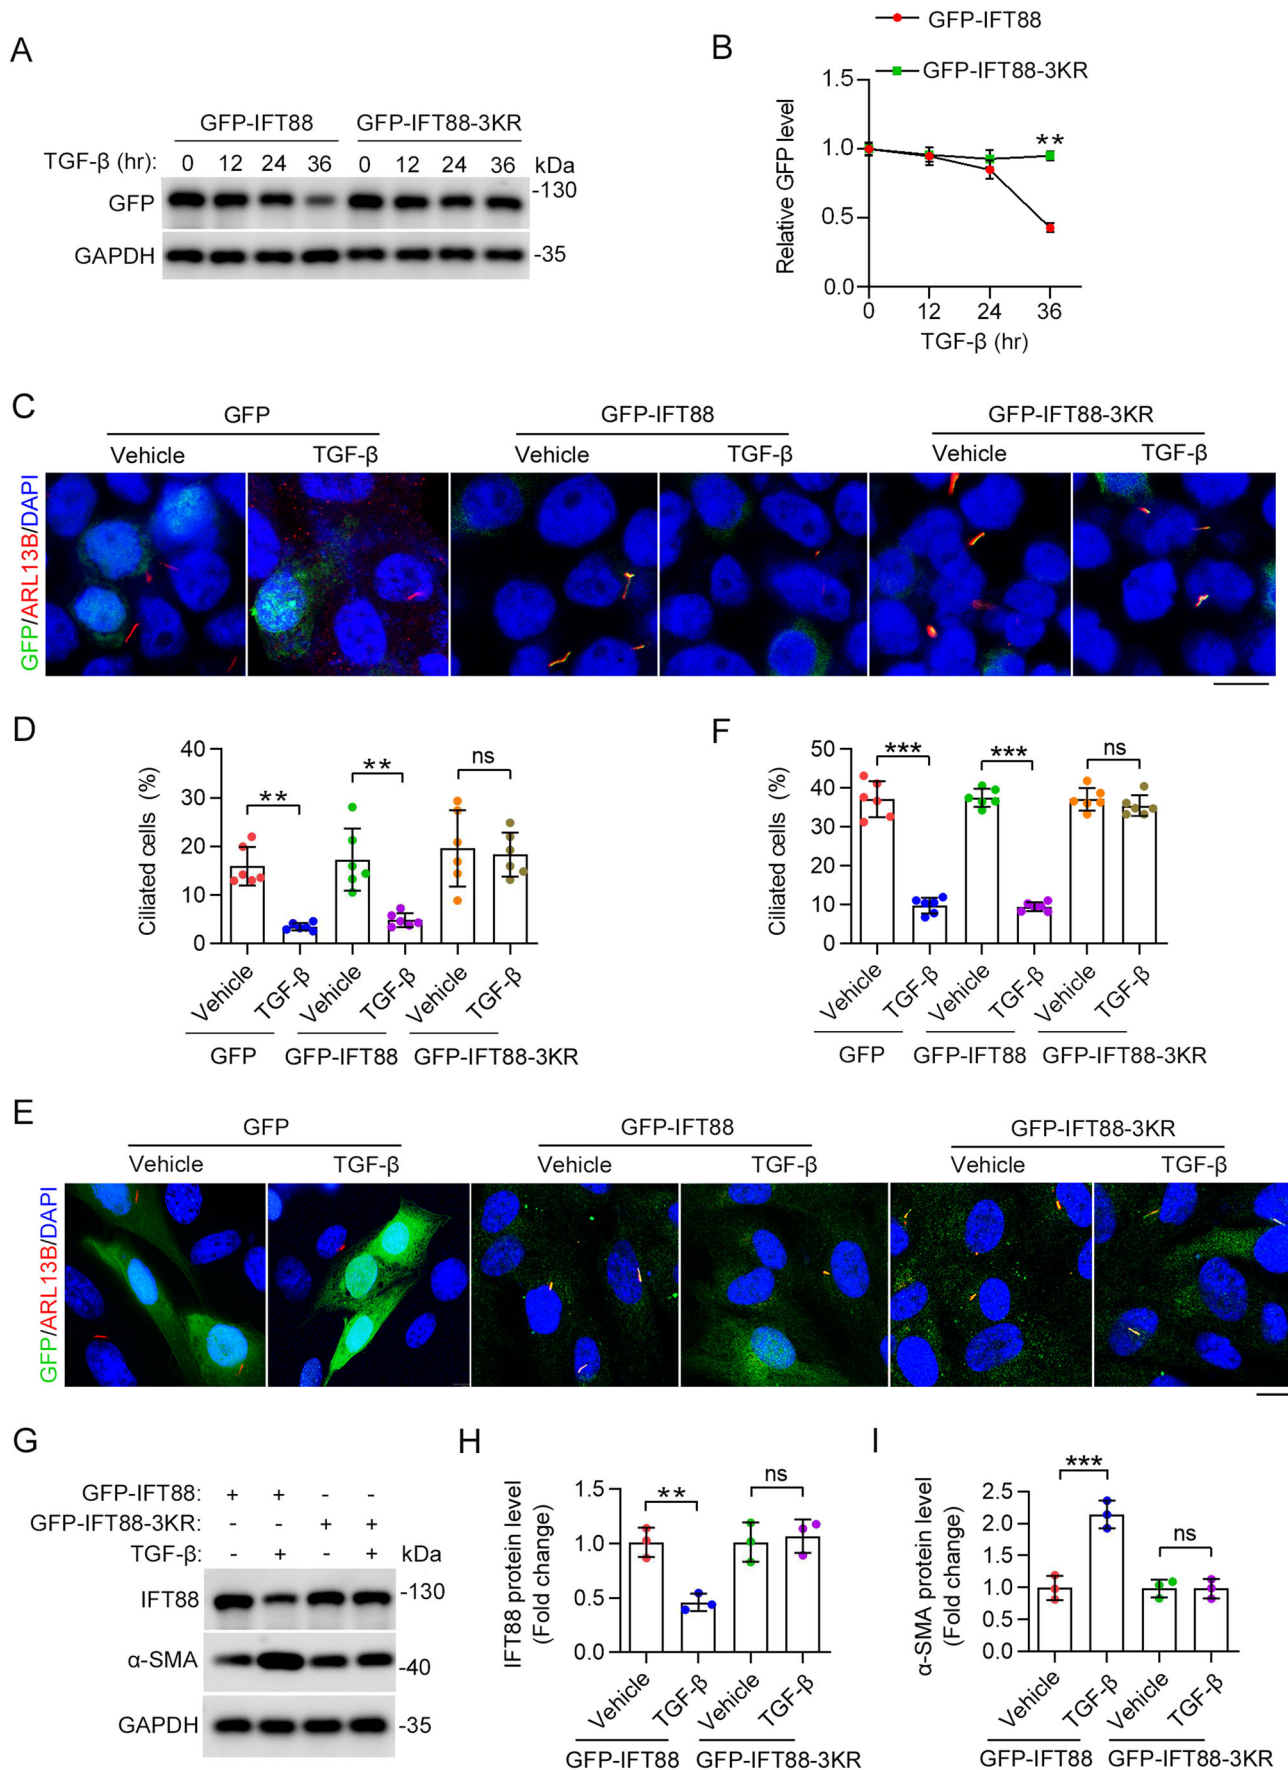 A
GFP-IFT88 GFP-IFT88-3KR
TGF-β (hr): 0 12 24 36 0 12 24 36 kDa
GFP -130
GAPDH -35
B
GFP-IFT88
GFP-IFT88-3KR
Relative GFP level
1.5
1.0
0.5
0.0
**
0 12 24 36
TGF-β (hr)
C
GFP GFP-IFT88 GFP-IFT88-3KR
Vehicle TGF-β Vehicle TGF-β Vehicle TGF-β
GFP/ARL13B/DAPI
D
Ciliated cells (%)
40
30
20
10
0
** ** ns
Vehicle TGF-β Vehicle TGF-β Vehicle TGF-β
GFP GFP-IFT88 GFP-IFT88-3KR
F
Ciliated cells (%)
50
40
30
20
10
0
*** *** ns
Vehicle TGF-β Vehicle TGF-β Vehicle TGF-β
GFP GFP-IFT88 GFP-IFT88-3KR
E
GFP GFP-IFT88 GFP-IFT88-3KR
Vehicle TGF-β Vehicle TGF-β Vehicle TGF-β
GFP/ARL13B/DAPI
G
GFP-IFT88: + + - -
GFP-IFT88-3KR: - - + +
TGF-β: - + - + kDa
IFT88 -130
α-SMA -40
GAPDH -35
H
IFT88 protein level
(Fold change)
1.5
1.0
0.5
0.0
** ns
Vehicle TGF-β Vehicle TGF-β
GFP-IFT88 GFP-IFT88-3KR
I
α-SMA protein level
(Fold change)
2.5
2.0
1.5
1.0
0.5
0.0
*** ns
Vehicle TGF-β Vehicle TGF-β
GFP-IFT88 GFP-IFT88-3KR